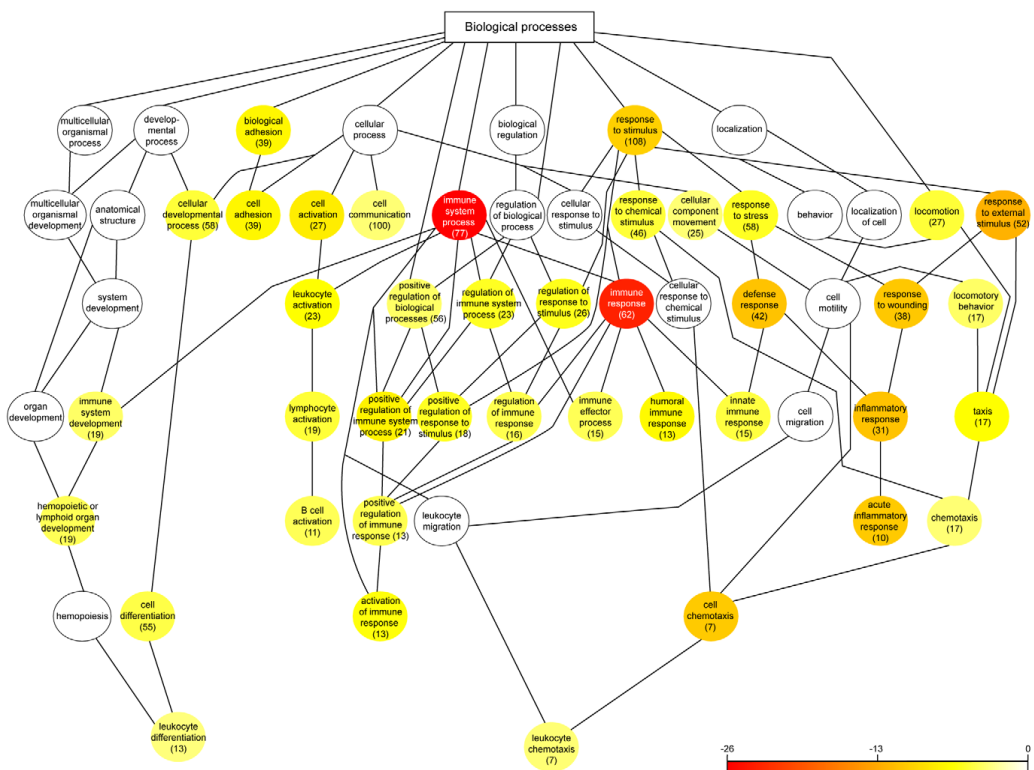 Biological processes
multicellular
organismal
process
develop-
mental
process
biological
adhesion
(39)
cellular
process
biological
regulation
response
to stimulus
(108)
localization
multicellular
organismal
development
anatomical
structure
cellular
developmental
process (58)
cell
adhesion
(39)
cell
activation
(27)
cell
communication
(100)
immune
system
process
(77)
regulation
of biological
process
cellular
response to
stimulus
response
to chemical
stimulus
(46)
cellular
component
movement
(25)
response
to stress
(58)
behavior
localization
of cell
locomotion
(27)
response
to external
stimulus (52)
system
development
leukocyte
activation
(23)
positive
regulation of
biological
processes (56)
regulation of
immune system
process (23)
regulation of
response to
stimulus (26)
immune
response
(62)
cellular
response to
chemical
stimulus
defense
response
(42)
cell
motility
response
to wounding
(38)
locomotory
behavior
(17)
organ
development
immune
system
development
(19)
lymphocyte
activation
(19)
positive
regulation of
immune system
process (21)
positive
regulation of
response to
stimulus (18)
regulation
of immune
response
(16)
immune
effector
process
(15)
humoral
immune
response
(13)
innate
immune
response
(15)
cell
migration
inflammatory
response
(31)
taxis
(17)
hemopoietic or
lymphoid organ
development
(19)
B cell
activation
(11)
positive
regulation
of immune
response (13)
leukocyte
migration
acute
inflammatory
response
(10)
chemotaxis
(17)
hemopoiesis
cell
differentiation
(55)
activation
of immune
response
(13)
cell
chemotaxis
(7)
leukocyte
differentiation
(13)
leukocyte
chemotaxis
(7)
-26 -13 0